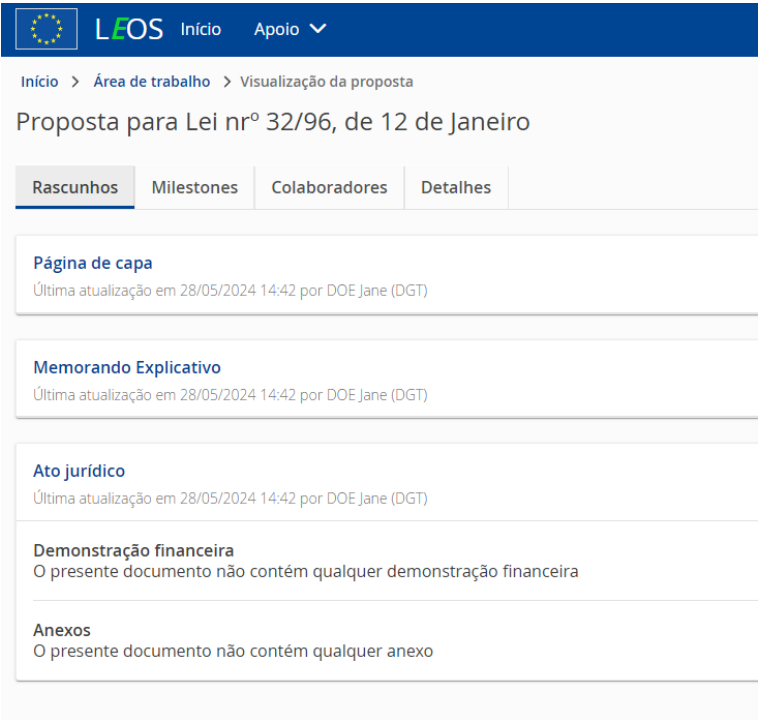 LEOS Início Apoio
Início > Área de trabalho > Visualização da proposta
Proposta para Lei nrº 32/96, de 12 de Janeiro
Rascunhos Milestones Colaboradores Detalhes
Página de capa
Última atualização em 28/05/2024 14:42 por DOE Jane (DGT)
Memorando Explicativo
Última atualização em 28/05/2024 14:42 por DOE Jane (DGT)
Ato jurídico
Última atualização em 28/05/2024 14:42 por DOE Jane (DGT)
Demonstração financeira
O presente documento não contém qualquer demonstração financeira
Anexos
O presente documento não contém qualquer anexo